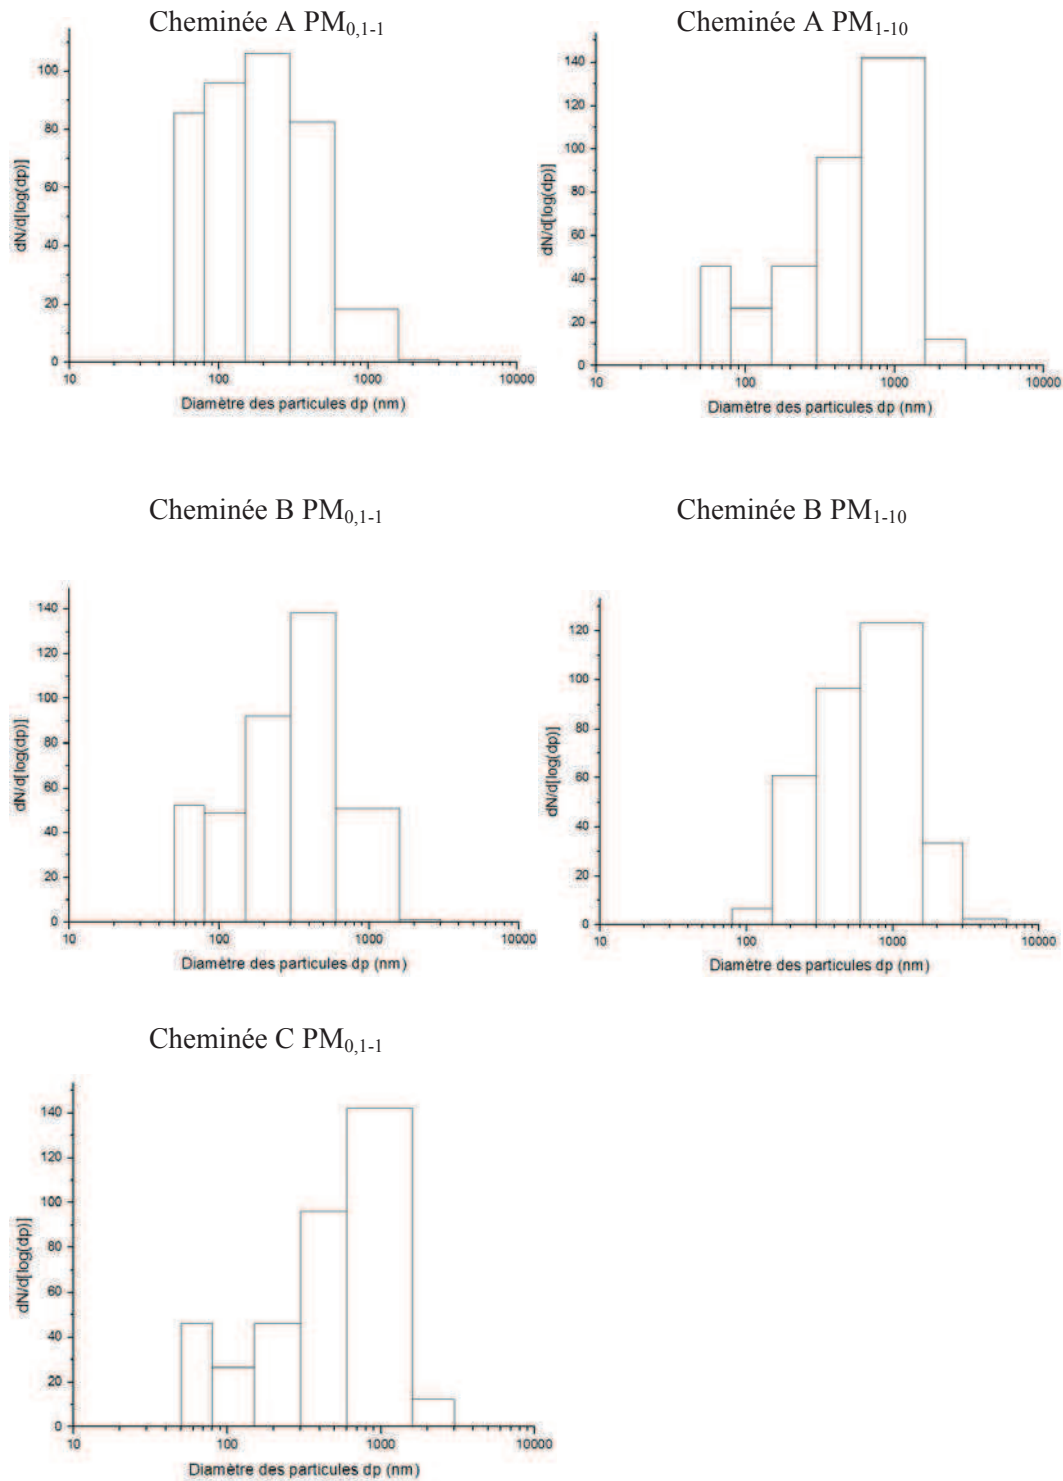 Cheminée A PM0,1-1
dN/d[log(dp)]
100
80
60
40
20
0
10 100 1000 10000
Diamètre des particules dp (nm)
Cheminée A PM1-10
dN/d[log(dp)]
140
120
100
80
60
40
20
0
10 100 1000 10000
Diamètre des particules dp (nm)
Cheminée B PM0,1-1
dN/d[log(dp)]
140
120
100
80
60
40
20
0
10 100 1000 10000
Diamètre des particules dp (nm)
Cheminée B PM1-10
dN/d[log(dp)]
120
100
80
60
40
20
0
10 100 1000 10000
Diamètre des particules dp (nm)
Cheminée C PM0,1-1
dN/d[log(dp)]
140
120
100
80
60
40
20
0
10 100 1000 10000
Diamètre des particules dp (nm)